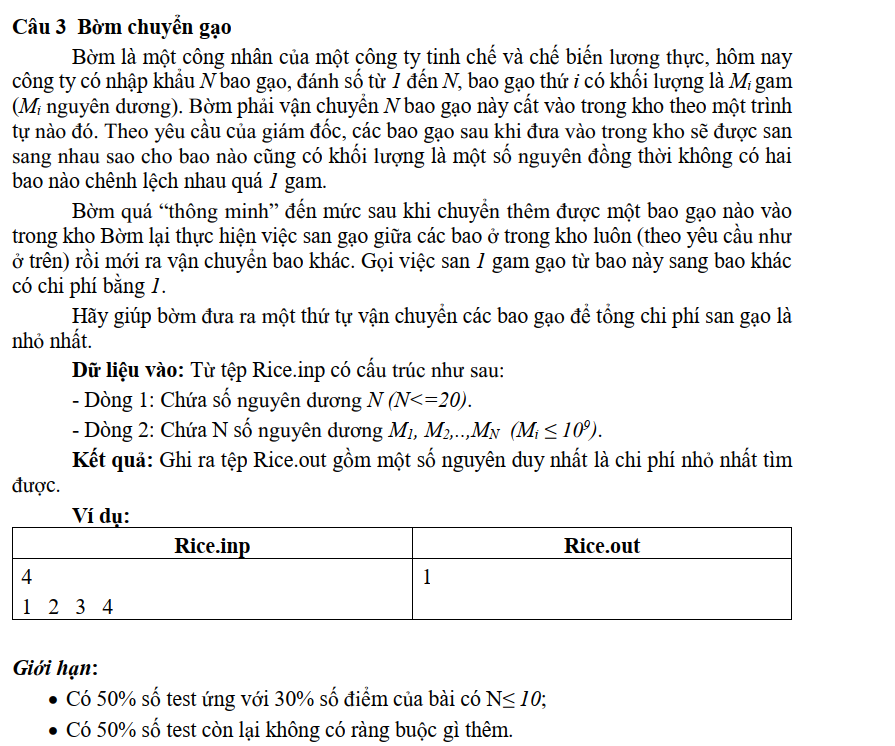 Câu 3 Bờm chuyển gạo
Bờm là một công nhân của một công ty tinh chế và chế biến lương thực, hôm nay
công ty có nhập khẩu N bao gạo, đánh số từ 1 đến N, bao gạo thứ i có khối lượng là Mᵢ gam
(Mᵢ nguyên dương). Bờm phải vận chuyển N bao gạo này cất vào trong kho theo một trình
tự nào đó. Theo yêu cầu của giám đốc, các bao gạo sau khi đưa vào trong kho sẽ được san
sang nhau sao cho bao nào cũng có khối lượng là một số nguyên đồng thời không có hai
bao nào chênh lệch nhau quá 1 gam.
Bờm quá “thông minh” đến mức sau khi chuyển thêm được một bao gạo nào vào
trong kho Bờm lại thực hiện việc san gạo giữa các bao ở trong kho luôn (theo yêu cầu như
ở trên) rồi mới ra vận chuyển bao khác. Gọi việc san 1 gam gạo từ bao này sang bao khác
có chi phí bằng 1.
Hãy giúp bờm đưa ra một thứ tự vận chuyển các bao gạo để tổng chi phí san gạo là
nhỏ nhất.
Dữ liệu vào: Từ tệp Rice.inp có cấu trúc như sau:
- Dòng 1: Chứa số nguyên dương N (N<=20).
- Dòng 2: Chứa N số nguyên dương M₁, M₂,..,M_N (Mᵢ ≤ 10⁹).
Kết quả: Ghi ra tệp Rice.out gồm một số nguyên duy nhất là chi phí nhỏ nhất tìm
được.
Ví dụ:
Rice.inp Rice.out
4 1
1 2 3 4
Giới hạn:
• Có 50% số test ứng với 30% số điểm của bài có N≤ 10;
• Có 50% số test còn lại không có ràng buộc gì thêm.